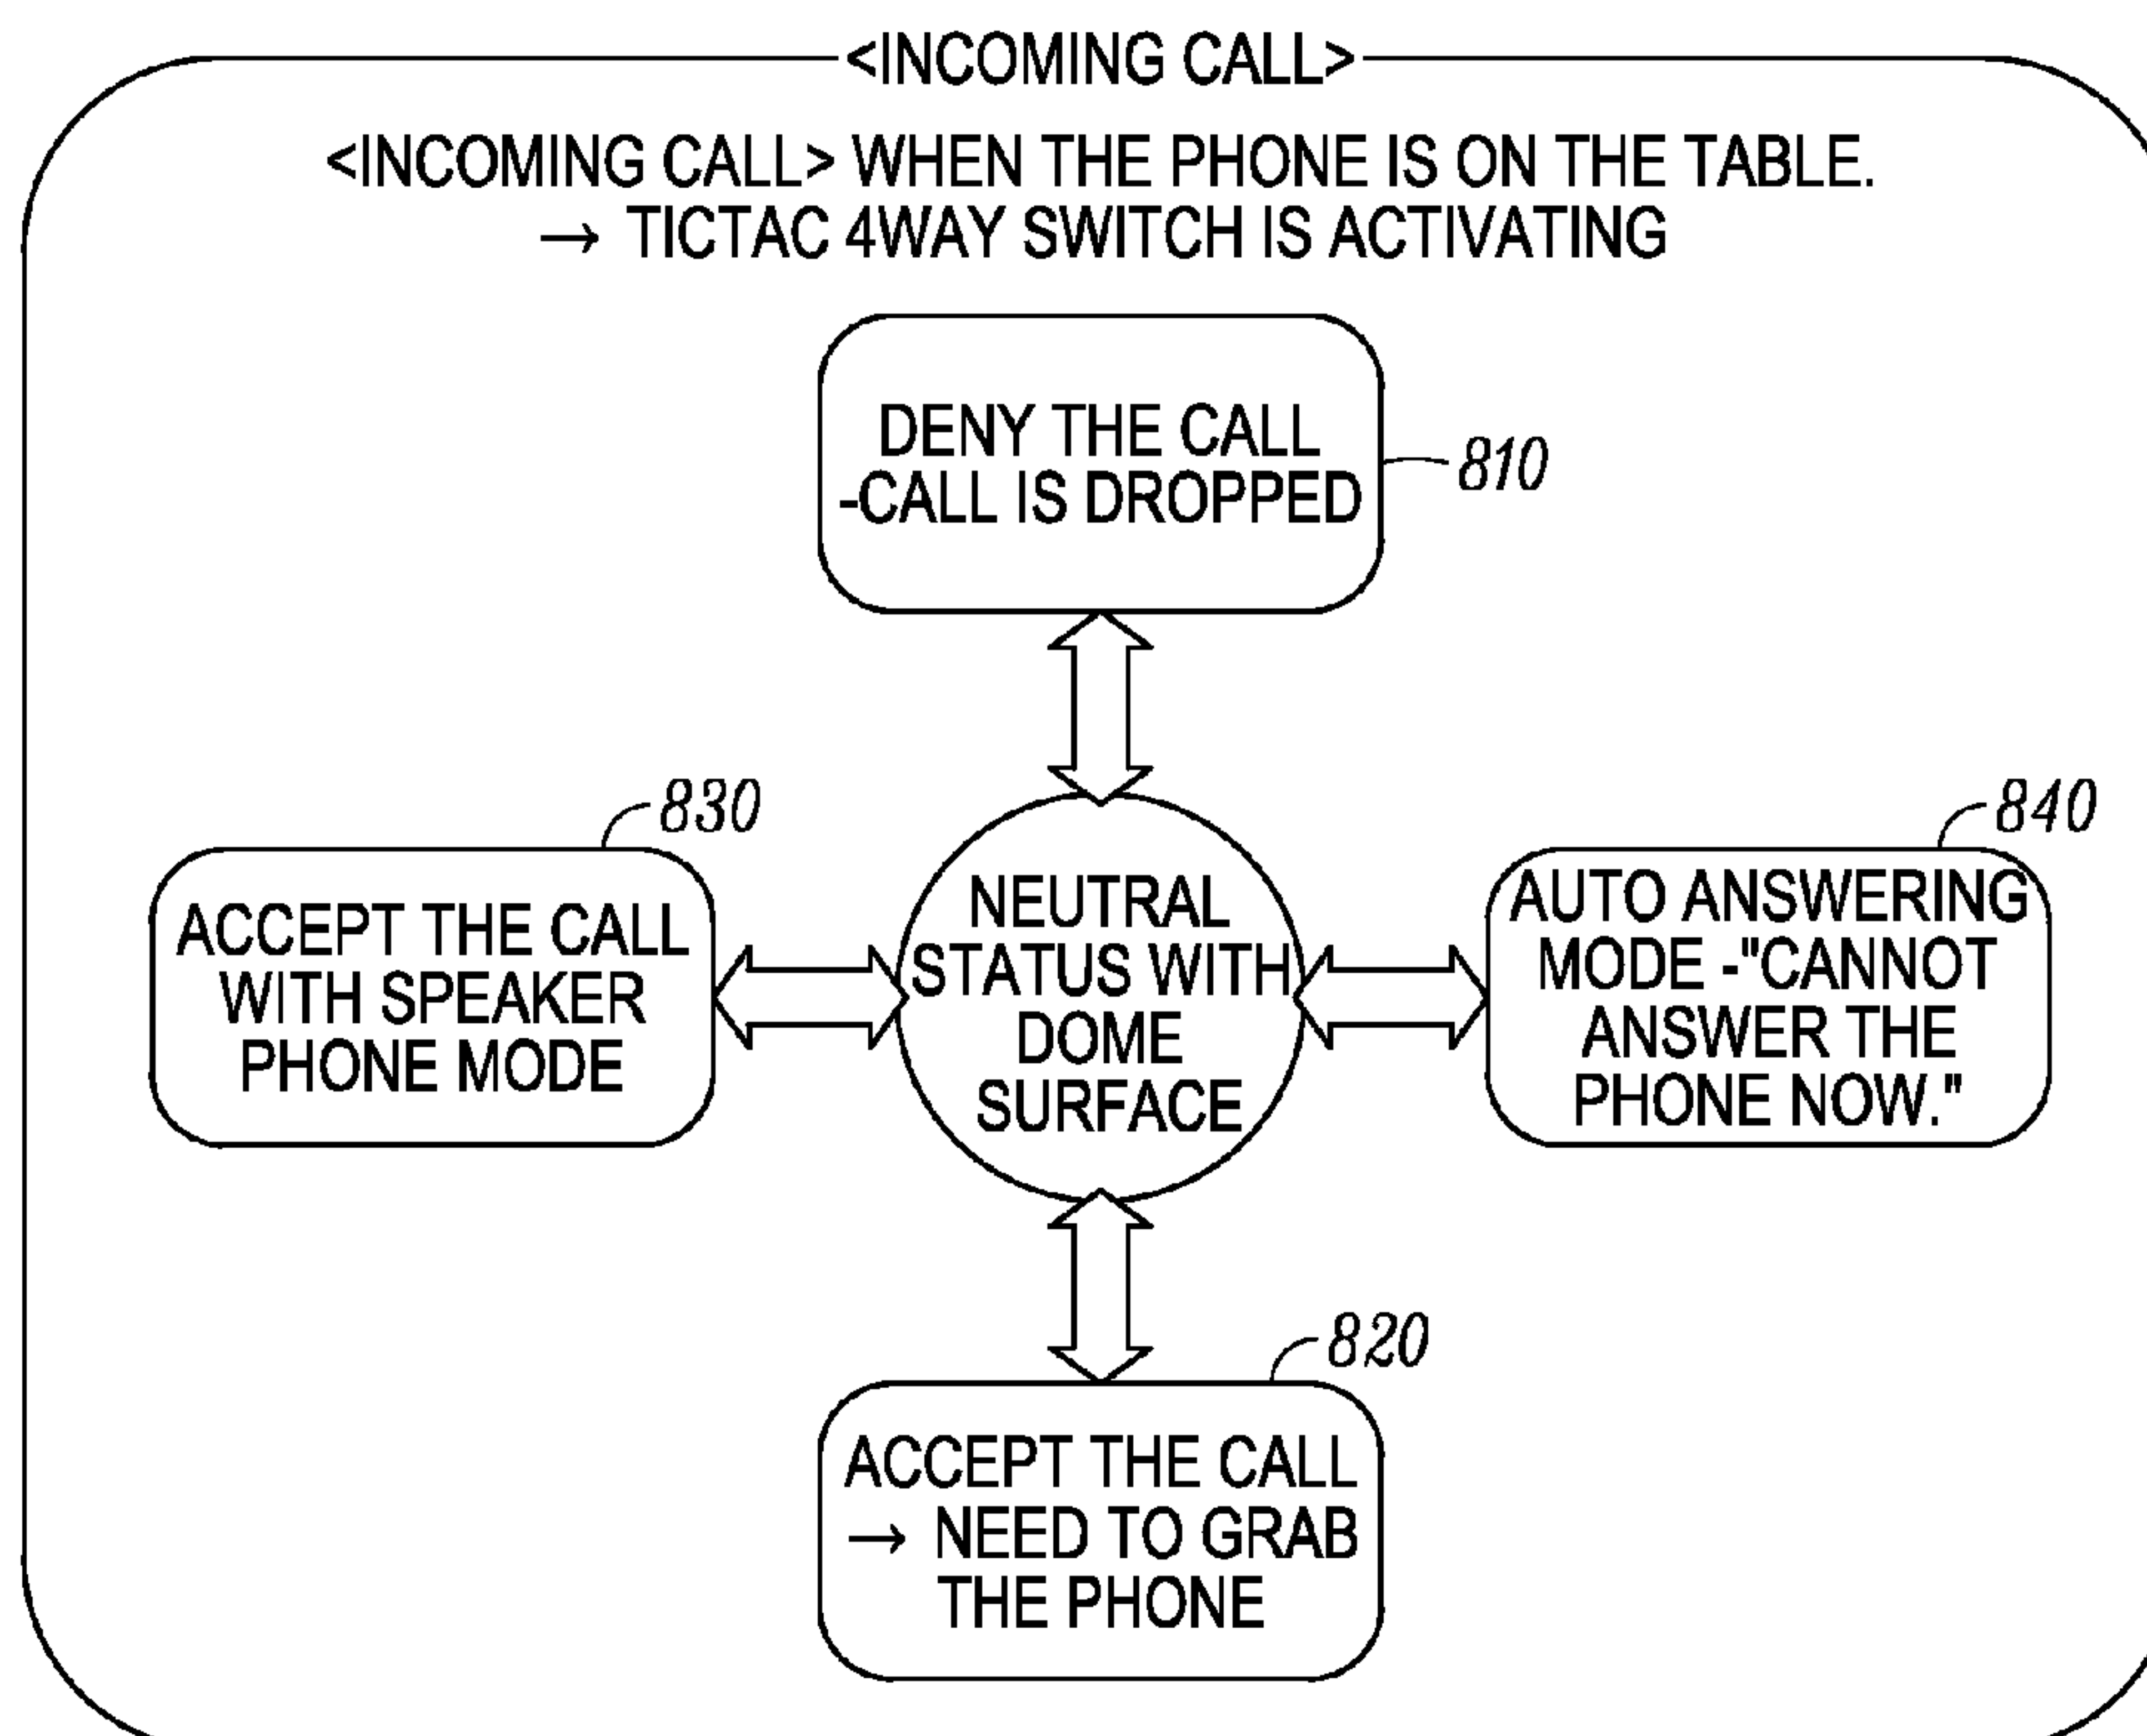 <INCOMING CALL>
<INCOMING CALL> WHEN THE PHONE IS ON THE TABLE.
→ TICTAC 4WAY SWITCH IS ACTIVATING
DENY THE CALL
-CALL IS DROPPED
810
830
ACCEPT THE CALL
WITH SPEAKER
PHONE MODE
NEUTRAL
STATUS WITH
DOME
SURFACE
840
AUTO ANSWERING
MODE -"CANNOT
ANSWER THE
PHONE NOW."
820
ACCEPT THE CALL
→ NEED TO GRAB
THE PHONE